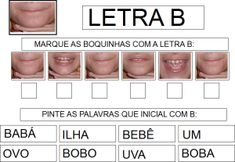 LETRA B
MARQUE AS BOQUINHAS COM A LETRA B:
PINTE AS PALAVRAS QUE INICIAL COM B:
BABÁ ILHA BEBÊ UM
OVO BOBO UVA BOBA